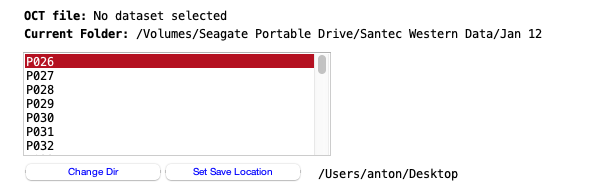 OCT file: No dataset selected
Current Folder: /Volumes/Seagate Portable Drive/Santec Western Data/Jan 12
P026
P027
P028
P029
P030
P031
P032
Change Dir Set Save Location /Users/anton/Desktop